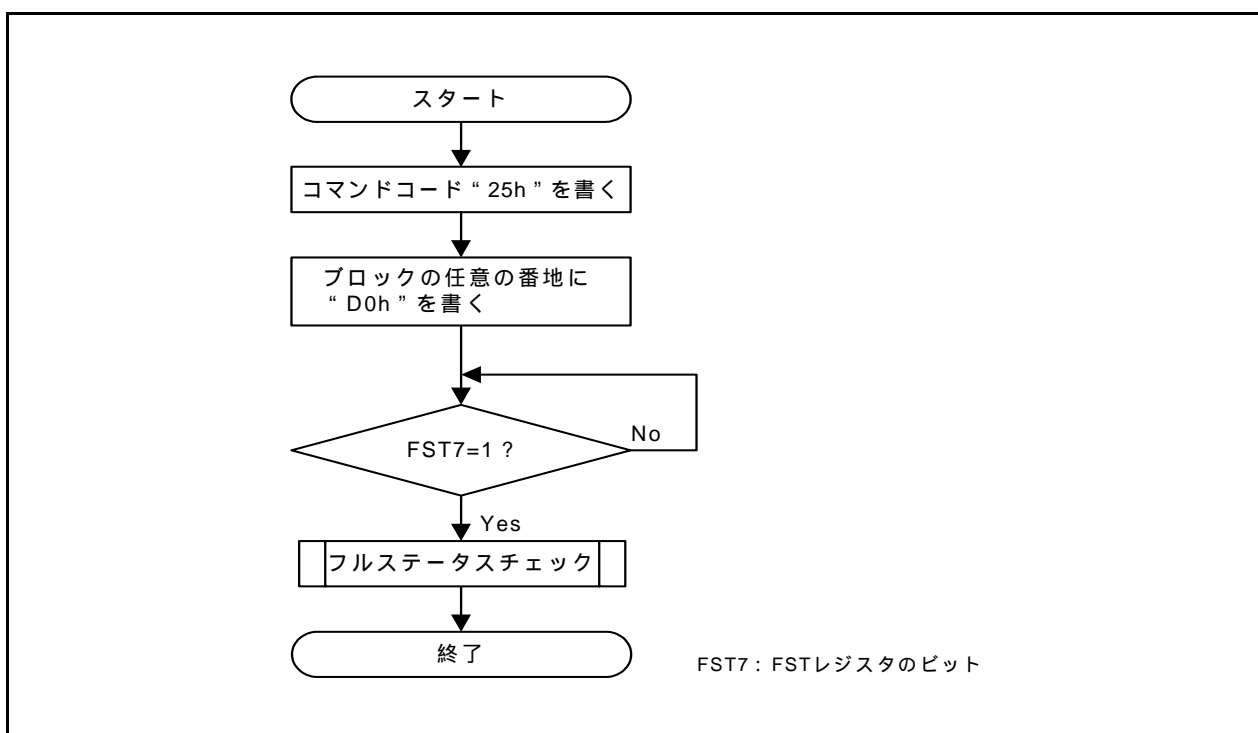 スタート
コマンドコード“25h”を書く
ブロックの任意の番地に
“D0h”を書く
FST7=1 ?
No
Yes
フルステータスチェック
終了
FST7 : FSTレジスタのビット